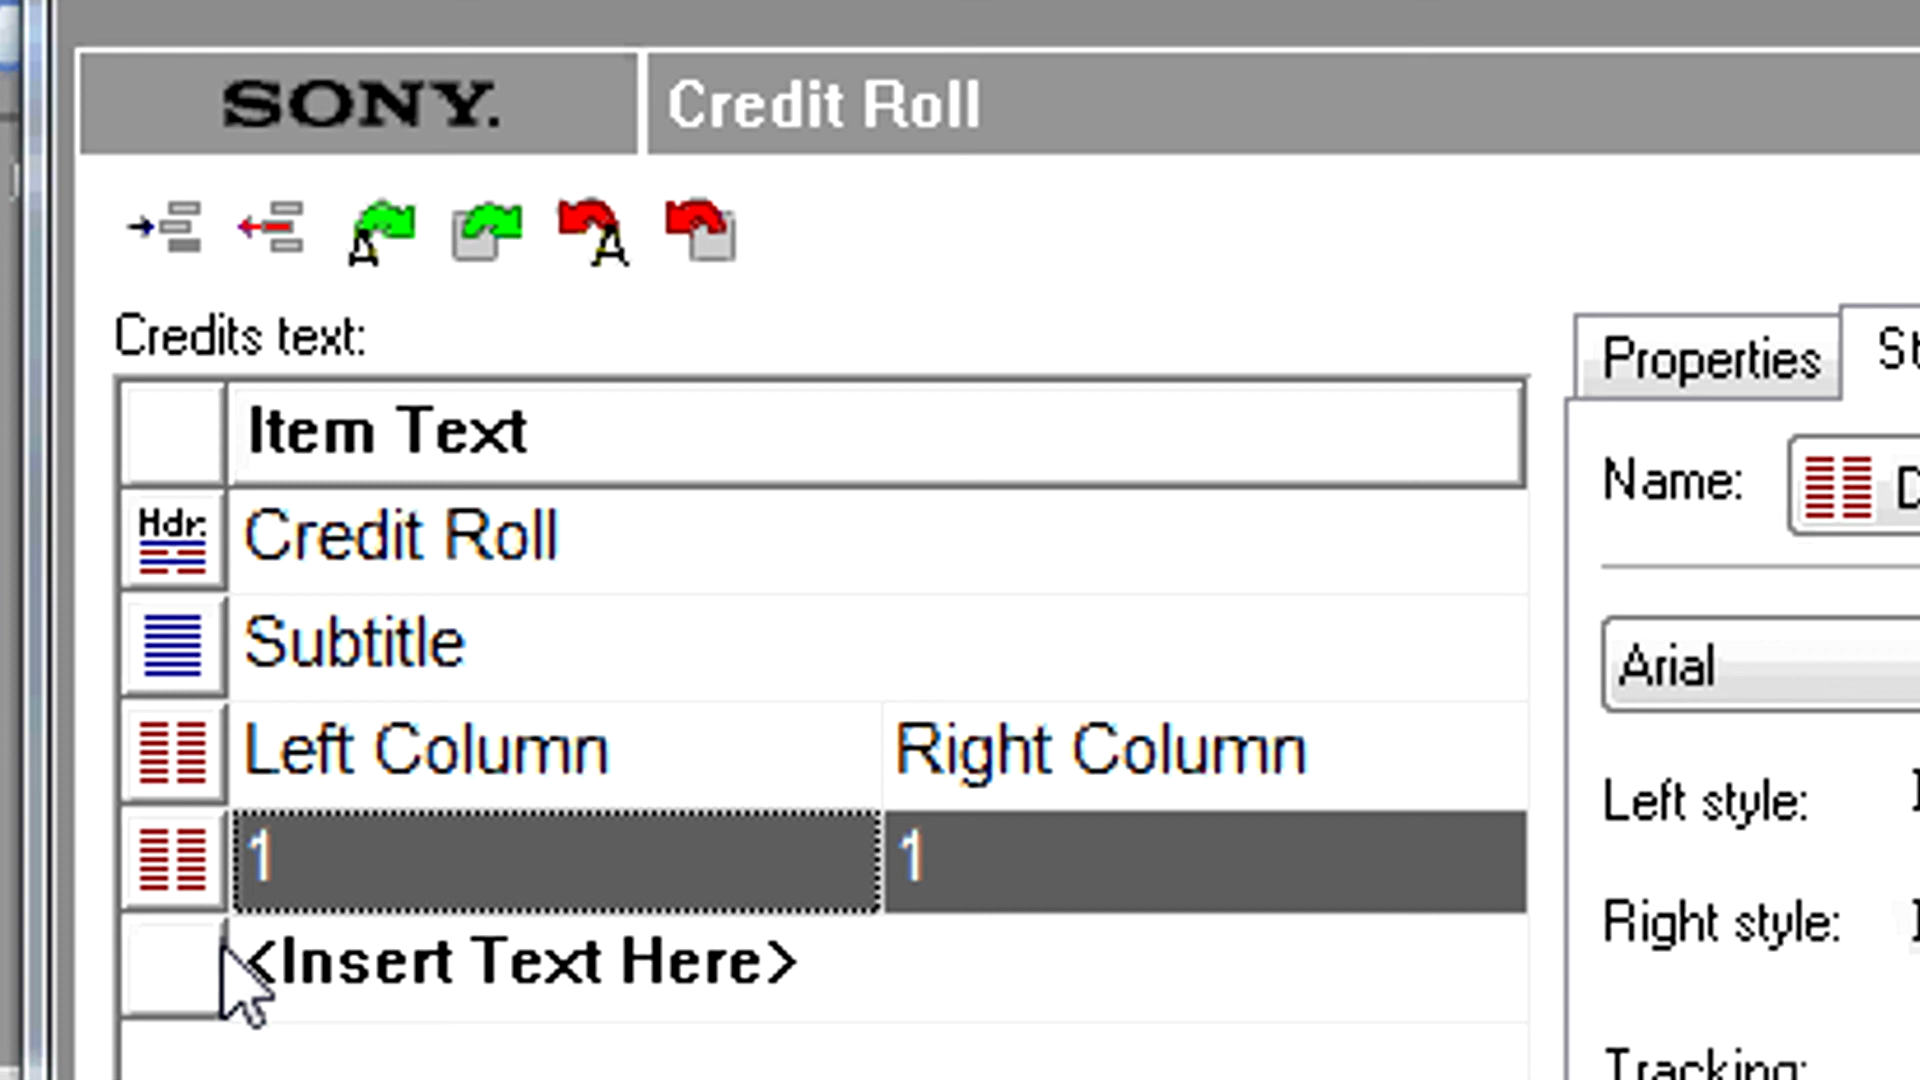 SONY.
Credit Roll
Credits text:
Properties
Item Text
Name:
Hdr:
Credit Roll
Subtitle
Arial
Left Column
Right Column
Left style:
1
1
Right style:
<Insert Text Here>
Tracking: